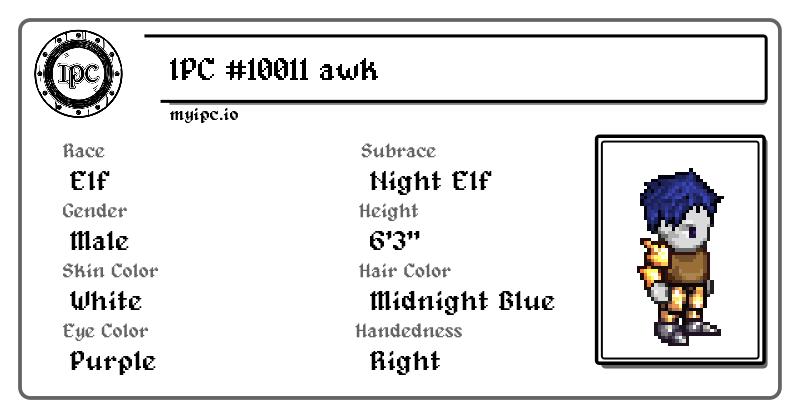 IPC
IPC #10011 awk
myipc.io
Race
Elf
Subrace
Night Elf
Gender
Male
Height
6'3"
Skin Color
White
Hair Color
Midnight Blue
Eye Color
Purple
Handedness
Right